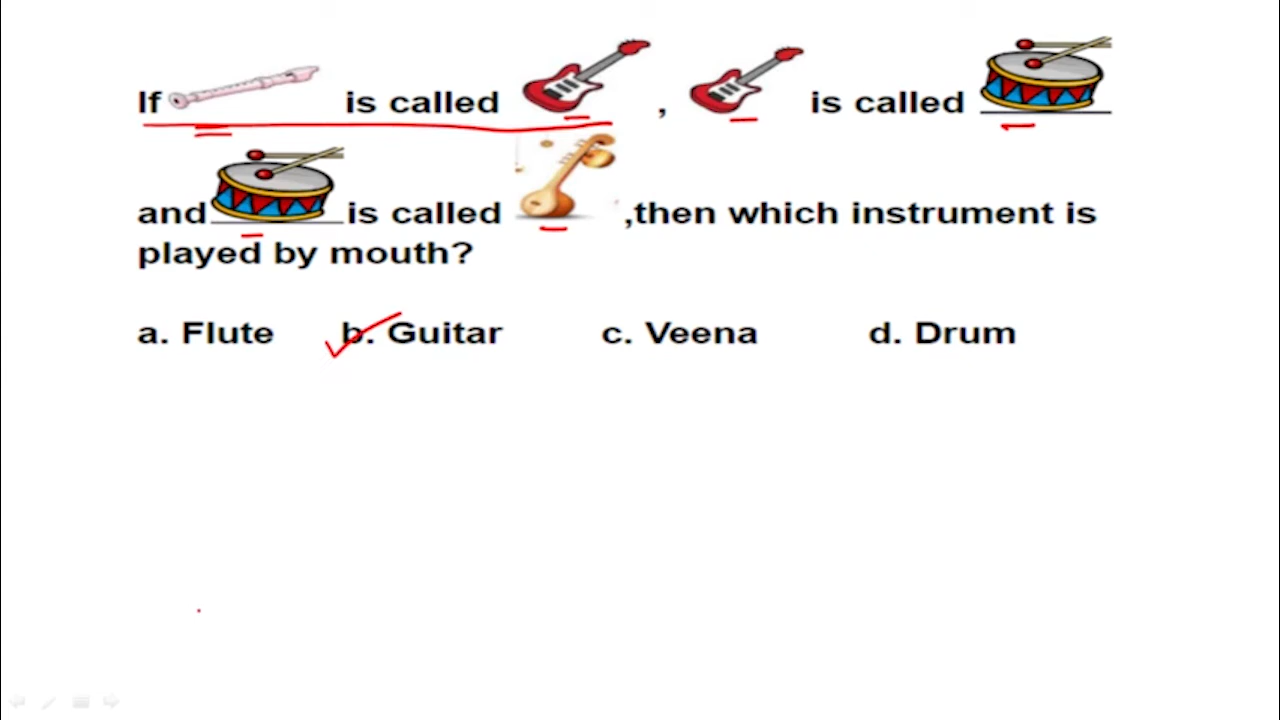 If is called , is called
and is called ,then which instrument is
played by mouth?
a. Flute b. Guitar c. Veena d. Drum